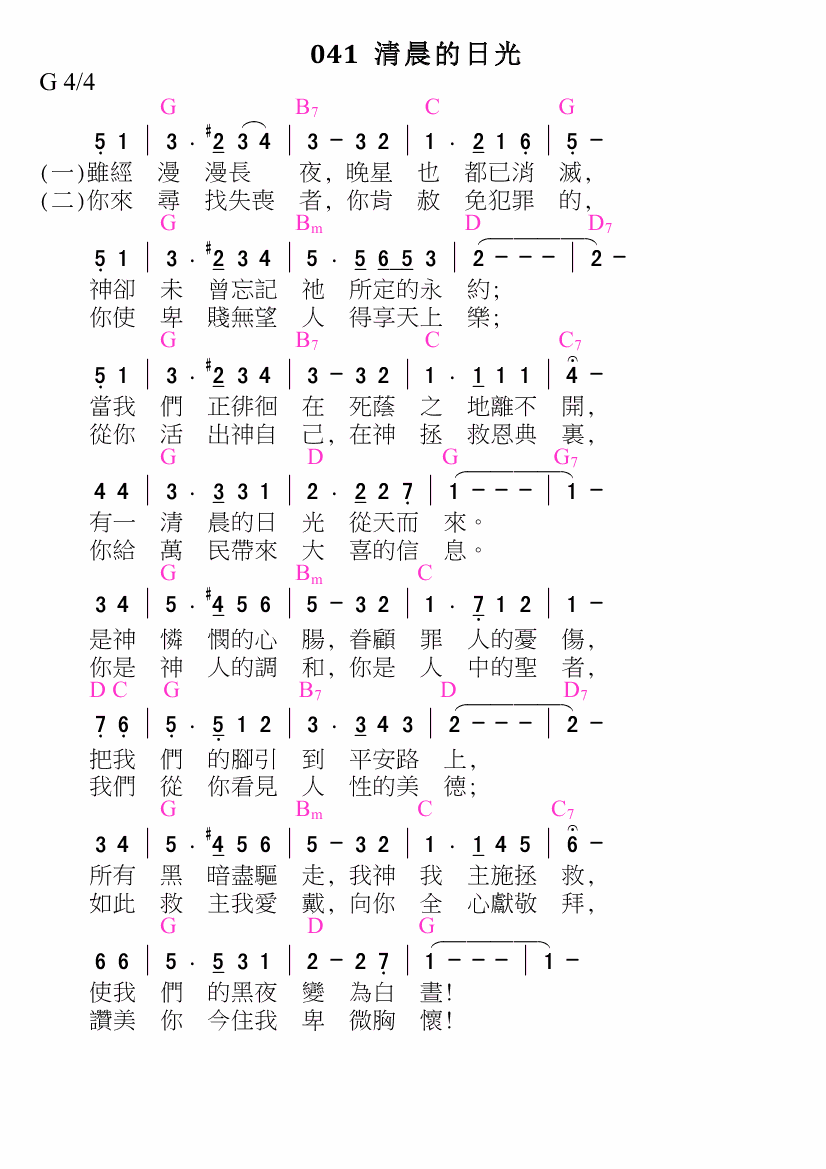 041 清晨的日光
G 4/4
G B7 C G
5̣ 1 | 3 . #2 3 4 | 3 - 3 2 | 1 . 2 1 6̣ | 5̣ -
(一)雖經 漫 漫長 夜, 晚星 也 都已消 滅,
(二)你來 尋 找失喪 者, 你肯 赦 免犯罪 的,
G Bm D D7
5̣ 1 | 3 . #2 3 4 | 5 . 5 6 5 3 | 2 - - - | 2 -
神卻 未 曾忘記 祂 所定的永 約;
你使 卑 賤無望 人 得享天上 樂;
G B7 C C7
5̣ 1 | 3 . #2 3 4 | 3 - 3 2 | 1 . 1 1 1 | 4 -
當我 們 正徘徊 在 死蔭 之 地離不 開,
從你 活 出神自 己, 在神 拯 救恩典 裏,
G D G G7
4 4 | 3 . 3 3 1 | 2 . 2 2 7̣ | 1 - - - | 1 -
有一 清 晨的日 光 從天而 來。
你給 萬 民帶來 大 喜的信 息。
G Bm C
3 4 | 5 . #4 5 6 | 5 - 3 2 | 1 . 7̣ 1 2 | 1 -
是神 憐 憫的心 腸, 眷顧 罪 人的憂 傷,
你是 神 人的調 和, 你是 人 中的聖 者,
D C G B7 D D7
7̣ 6̣ | 5̣ . 5̣ 1 2 | 3 . 3 4 3 | 2 - - - | 2 -
把我 們 的腳引 到 平安路 上,
我們 從 你看見 人 性的美 德;
G Bm C C7
3 4 | 5 . #4 5 6 | 5 - 3 2 | 1 . 1 4 5 | 6 -
所有 黑 暗盡驅 走, 我神 我 主施拯 救,
如此 救 主我愛 戴, 向你 全 心獻敬 拜,
G D G
6 6 | 5 . 5 3 1 | 2 - 2 7̣ | 1 - - - | 1 -
使我 們 的黑夜 變 為白 晝!
讚美 你 今住我 卑 微胸 懷!